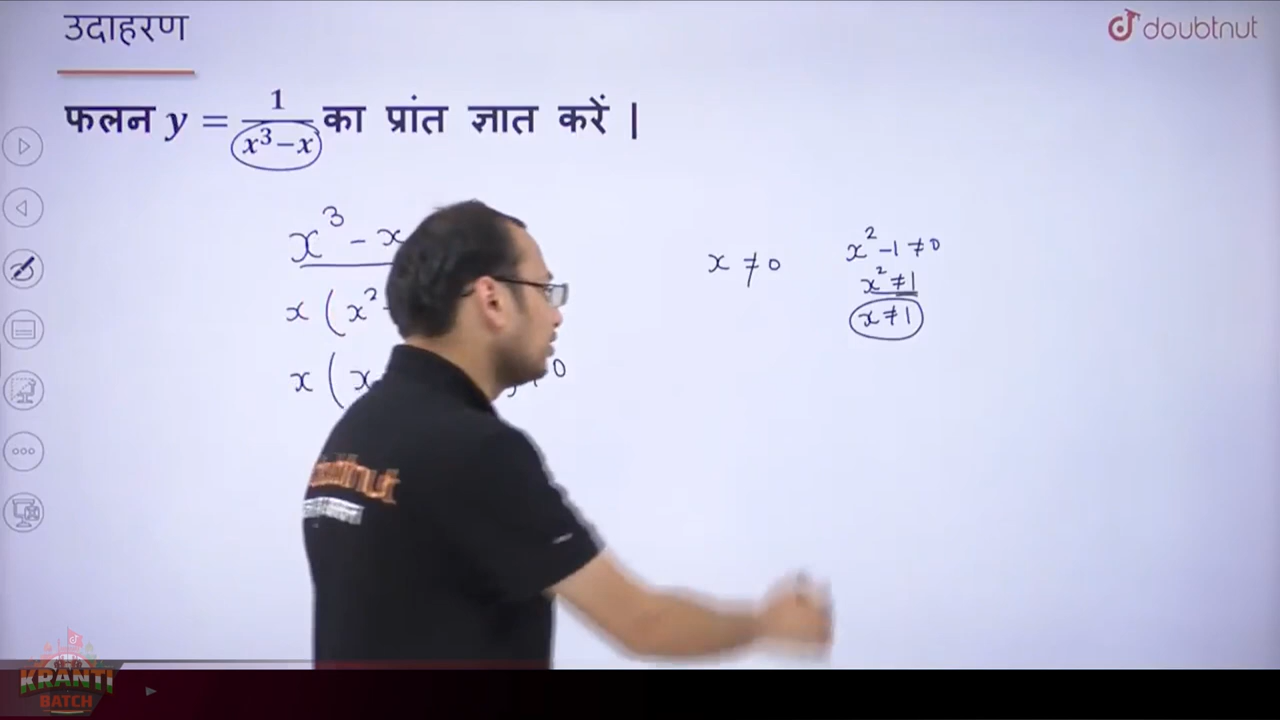 उदाहरण
doubtnut
फलन y = 1/(x³−x) का प्रांत ज्ञात करें |
x³ - x
x ≠ 0
x² - 1 ≠ 0
x² ≠ 1
x ≠ 1
x (x²
x (x
0
KRANTI
BATCH